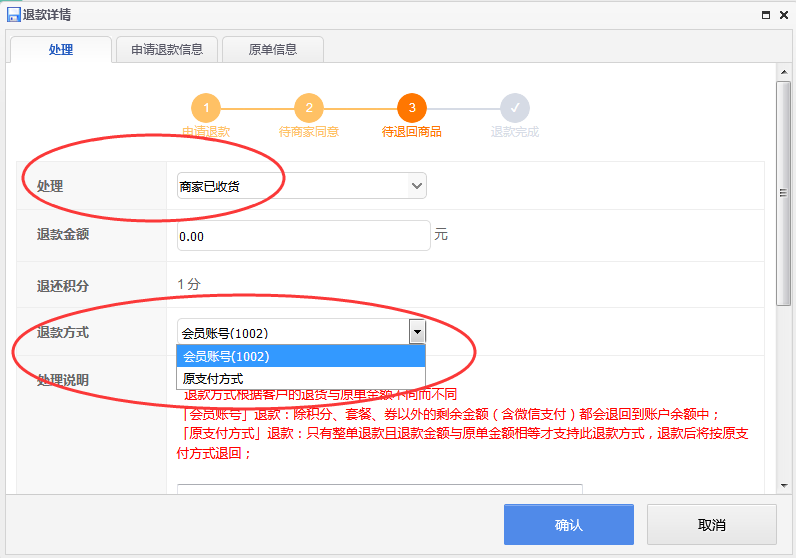 退款详情
处理
申请退款信息
原单信息
1
2
3
申请退款
待商家同意
待退回商品
退款完成
处理
商家已收货
退款金额
0.00
元
退还积分
1 分
退款方式
会员账号(1002)
会员账号(1002)
原支付方式
处理说明
退款方式根据客户的退货与原单金额不同而不同
「会员账号」退款：除积分、套餐、券以外的剩余金额（含微信支付）都会退回到账户余额中；
「原支付方式」退款：只有整单退款且退款金额与原单金额相等才支持此退款方式，退款后将按原支
付方式退回；
确认
取消